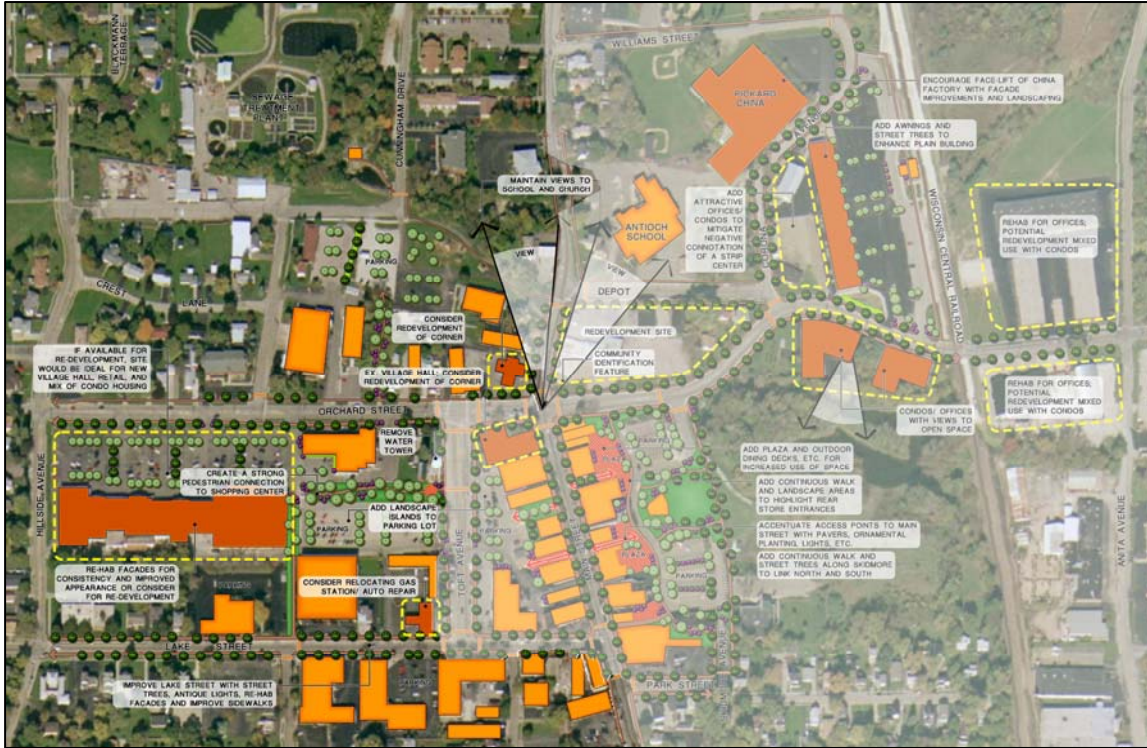 BLACKMANN
TERRACE
WILLIAMS STREET
SEWAGE
TREATMENT
PLANT
CUNNINGHAM DRIVE
PICKARD
CHINA
ENCOURAGE FACE-LIFT OF CHINA
FACTORY WITH FACADE
IMPROVEMENTS AND LANDSCAPING
ADD AWNINGS AND
STREET TREES TO
ENHANCE PLAIN BUILDING
MAINTAIN VIEWS TO
SCHOOL AND CHURCH
ADD
ATTRACTIVE
OFFICES/
CONDOS TO
MITIGATE
NEGATIVE
CONNOTATION
OF A STRIP
CENTER
ANTIOCH
SCHOOL
WISCONSIN CENTRAL RAILROAD
REHAB FOR OFFICES;
POTENTIAL
REDEVELOPMENT MIXED
USE WITH CONDOS
PARKING
VIEW
VIEW
DEPOT
CREST
LANE
CONSIDER
REDEVELOPMENT
OF CORNER
REDEVELOPMENT SITE
COMMUNITY
IDENTIFICATION
FEATURE
IF AVAILABLE FOR
RE-DEVELOPMENT, SITE
WOULD BE IDEAL FOR NEW
VILLAGE HALL, RETAIL, AND
MIX OF CONDO HOUSING
EX. VILLAGE HALL; CONSIDER
REDEVELOPMENT OF CORNER
REHAB FOR OFFICES;
POTENTIAL
REDEVELOPMENT MIXED
USE WITH CONDOS
ORCHARD STREET
CONDOS/ OFFICES
WITH VIEWS TO
OPEN SPACE
REMOVE
WATER
TOWER
PARKING
PLAZA
ADD PLAZA AND OUTDOOR
DINING DECKS, ETC. FOR
INCREASED USE OF SPACE
CREATE A STRONG
PEDESTRIAN CONNECTION
TO SHOPPING CENTER
ADD CONTINUOUS WALK
AND LANDSCAPE AREAS
TO HIGHLIGHT REAR
STORE ENTRANCES
HILLSIDE AVENUE
ADD LANDSCAPE
ISLANDS TO
PARKING LOT
PARKING
PARKING
ACCENTUATE ACCESS POINTS TO MAIN
STREET WITH PAVERS, ORNAMENTAL
PLANTING, LIGHTS, ETC.
PLAZA
PARKING
ADD CONTINUOUS WALK AND
STREET TREES ALONG SKIDMORE
TO LINK NORTH AND SOUTH
ANITA AVENUE
TOFT AVENUE
RE-HAB FACADES FOR
CONSISTENCY AND IMPROVED
APPEARANCE OR CONSIDER
FOR RE-DEVELOPMENT
PARKING
CONSIDER RELOCATING GAS
STATION/ AUTO REPAIR
LAKE STREET
IMPROVE LAKE STREET WITH STREET
TREES, ANTIQUE LIGHTS, RE-HAB
FACADES AND IMPROVE SIDEWALKS
PARKING
PARK STREET